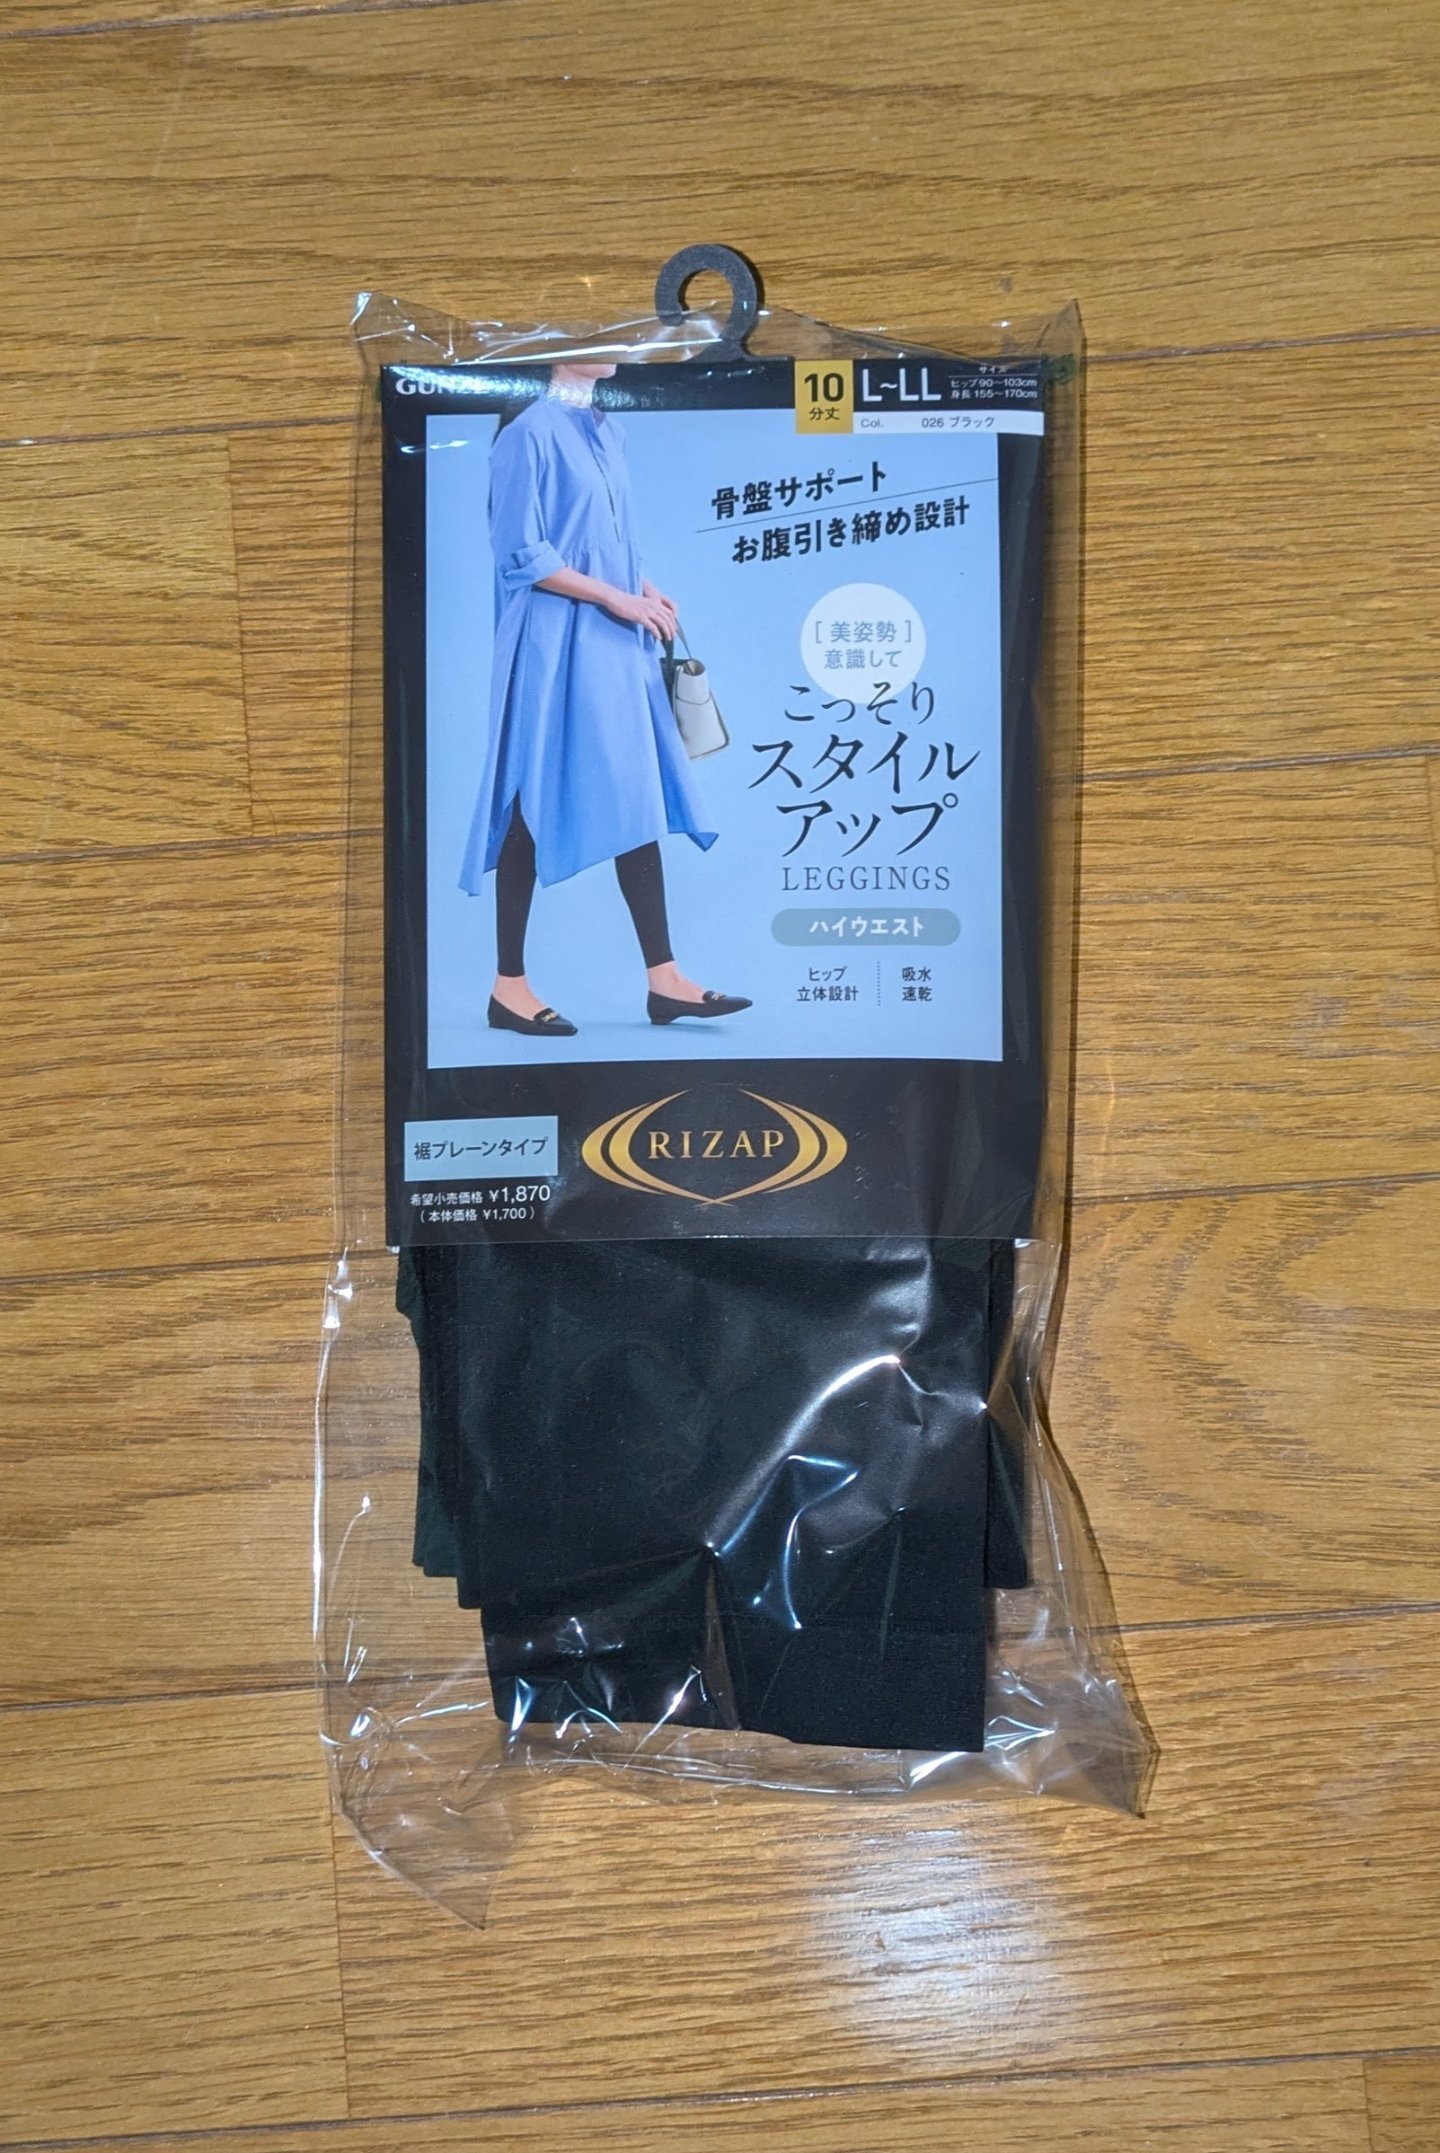 GUNZE
10
分丈
L~LL
サイズ
ヒップ90~103cm
身長 155~170cm
Col. 026 ブラック
骨盤サポート
お腹引き締め設計
[ 美姿勢 ]
意識して
こっそり
スタイル
アップ
LEGGINGS
ハイウエスト
ヒップ
立体設計
吸水
速乾
裾プレーンタイプ
希望小売価格 ¥1,870
( 本体価格 ¥1,700 )
RIZAP